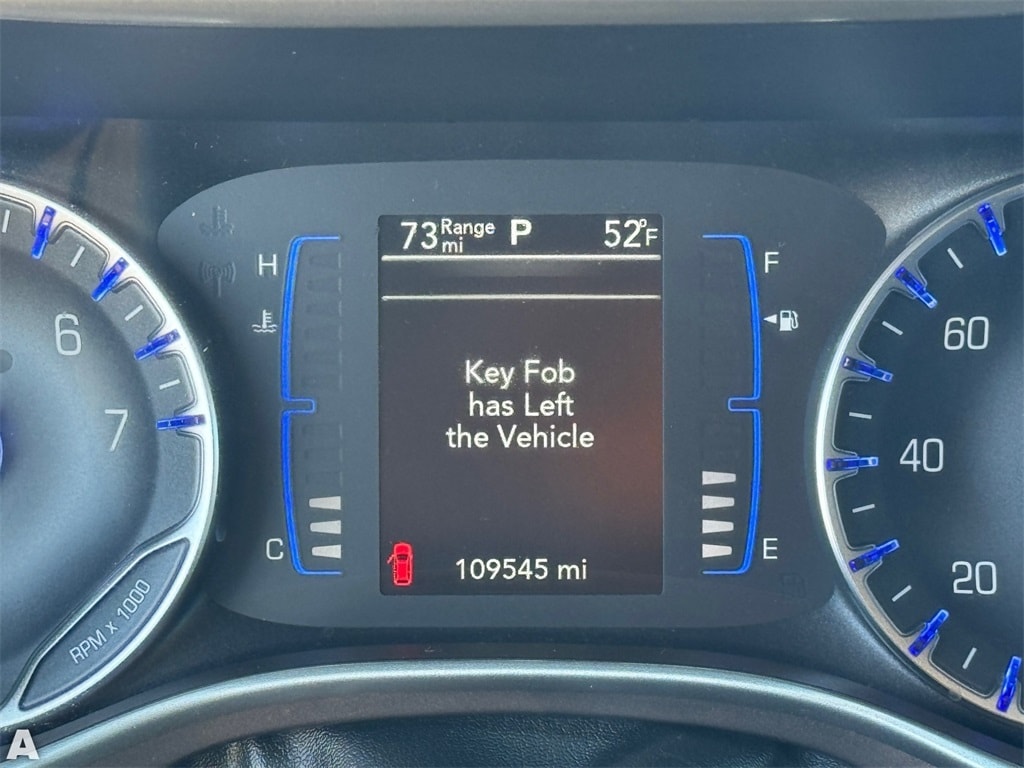 73 Range mi P 52°F
H
F
6
60
Key Fob
has Left
the Vehicle
7
40
C
E
109545 mi
20
RPM x 1000
A